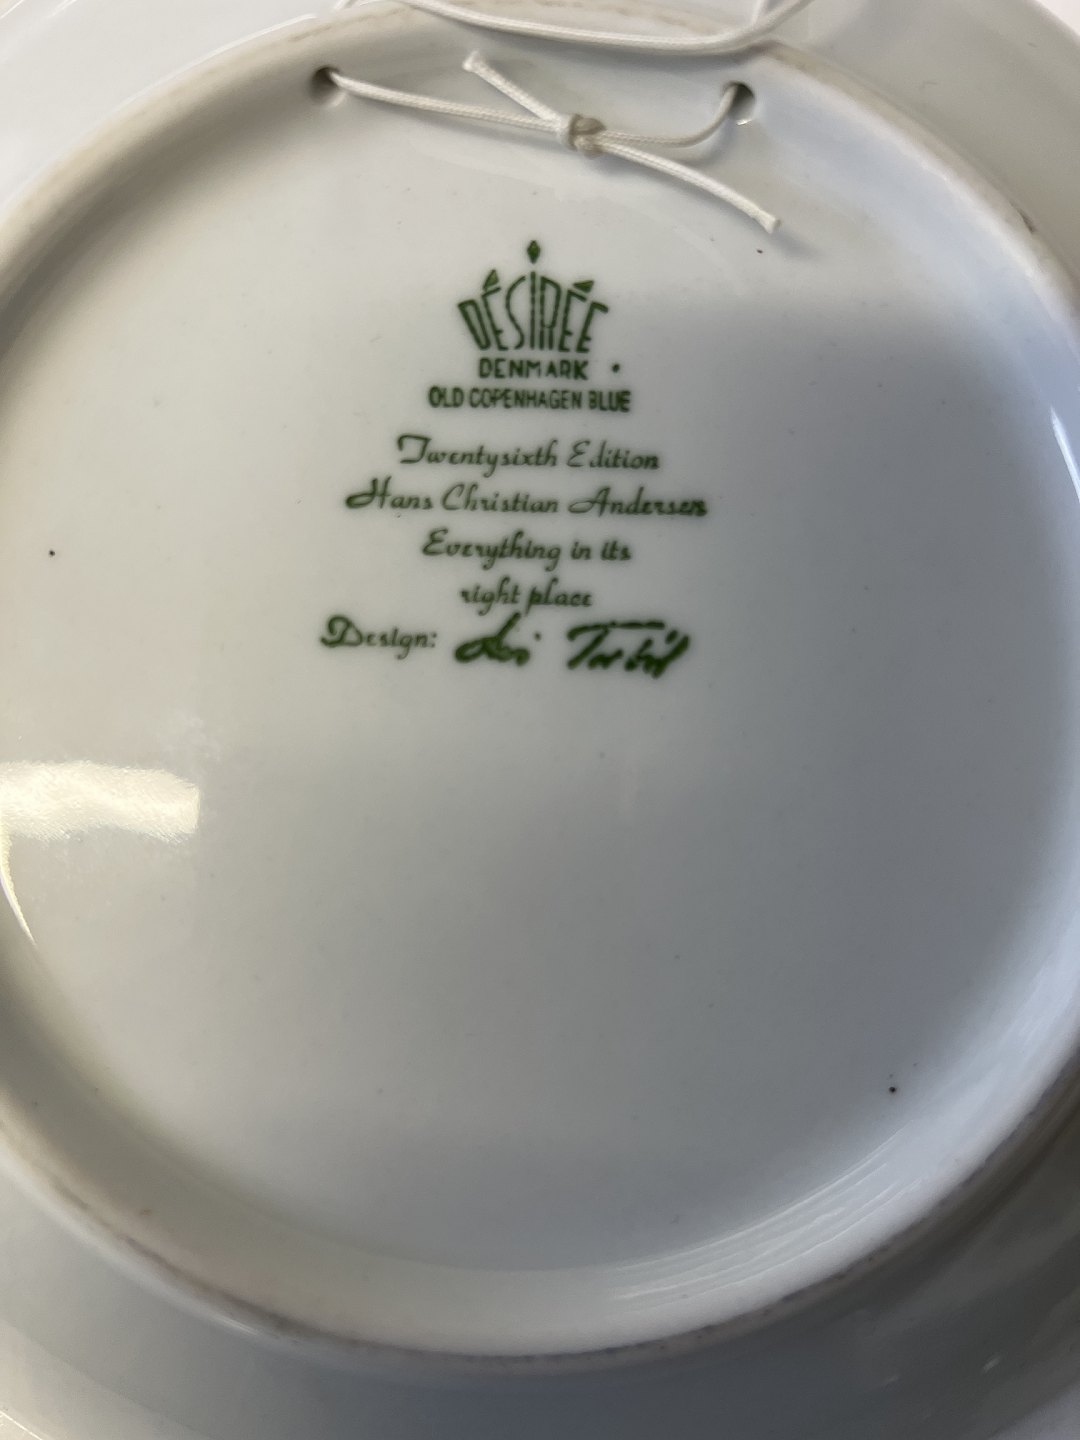 DÉSIRÉE
DENMARK
OLD COPENHAGEN BLUE
Twentysixth Edition
Hans Christian Andersen
Everything in its
right place
Design: